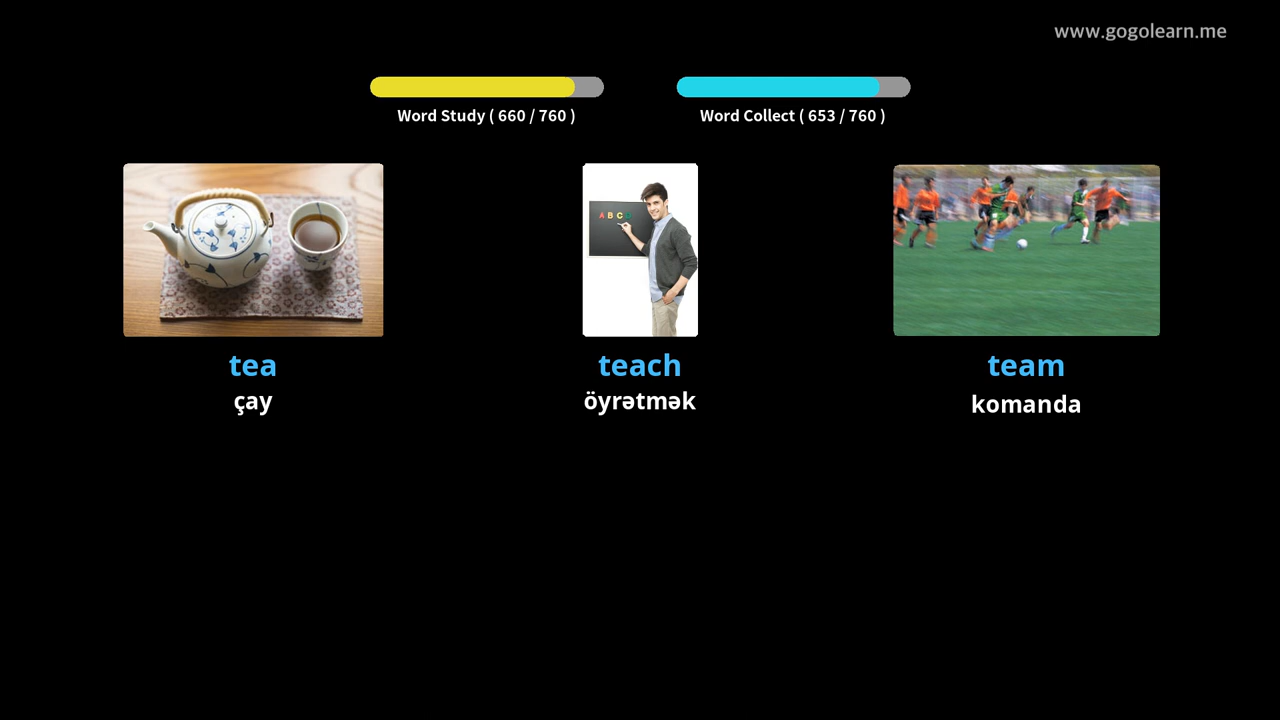 www.gogolearn.me
Word Study ( 660 / 760 )
Word Collect ( 653 / 760 )
A B C D
tea
teach
team
çay
öyrətmək
komanda